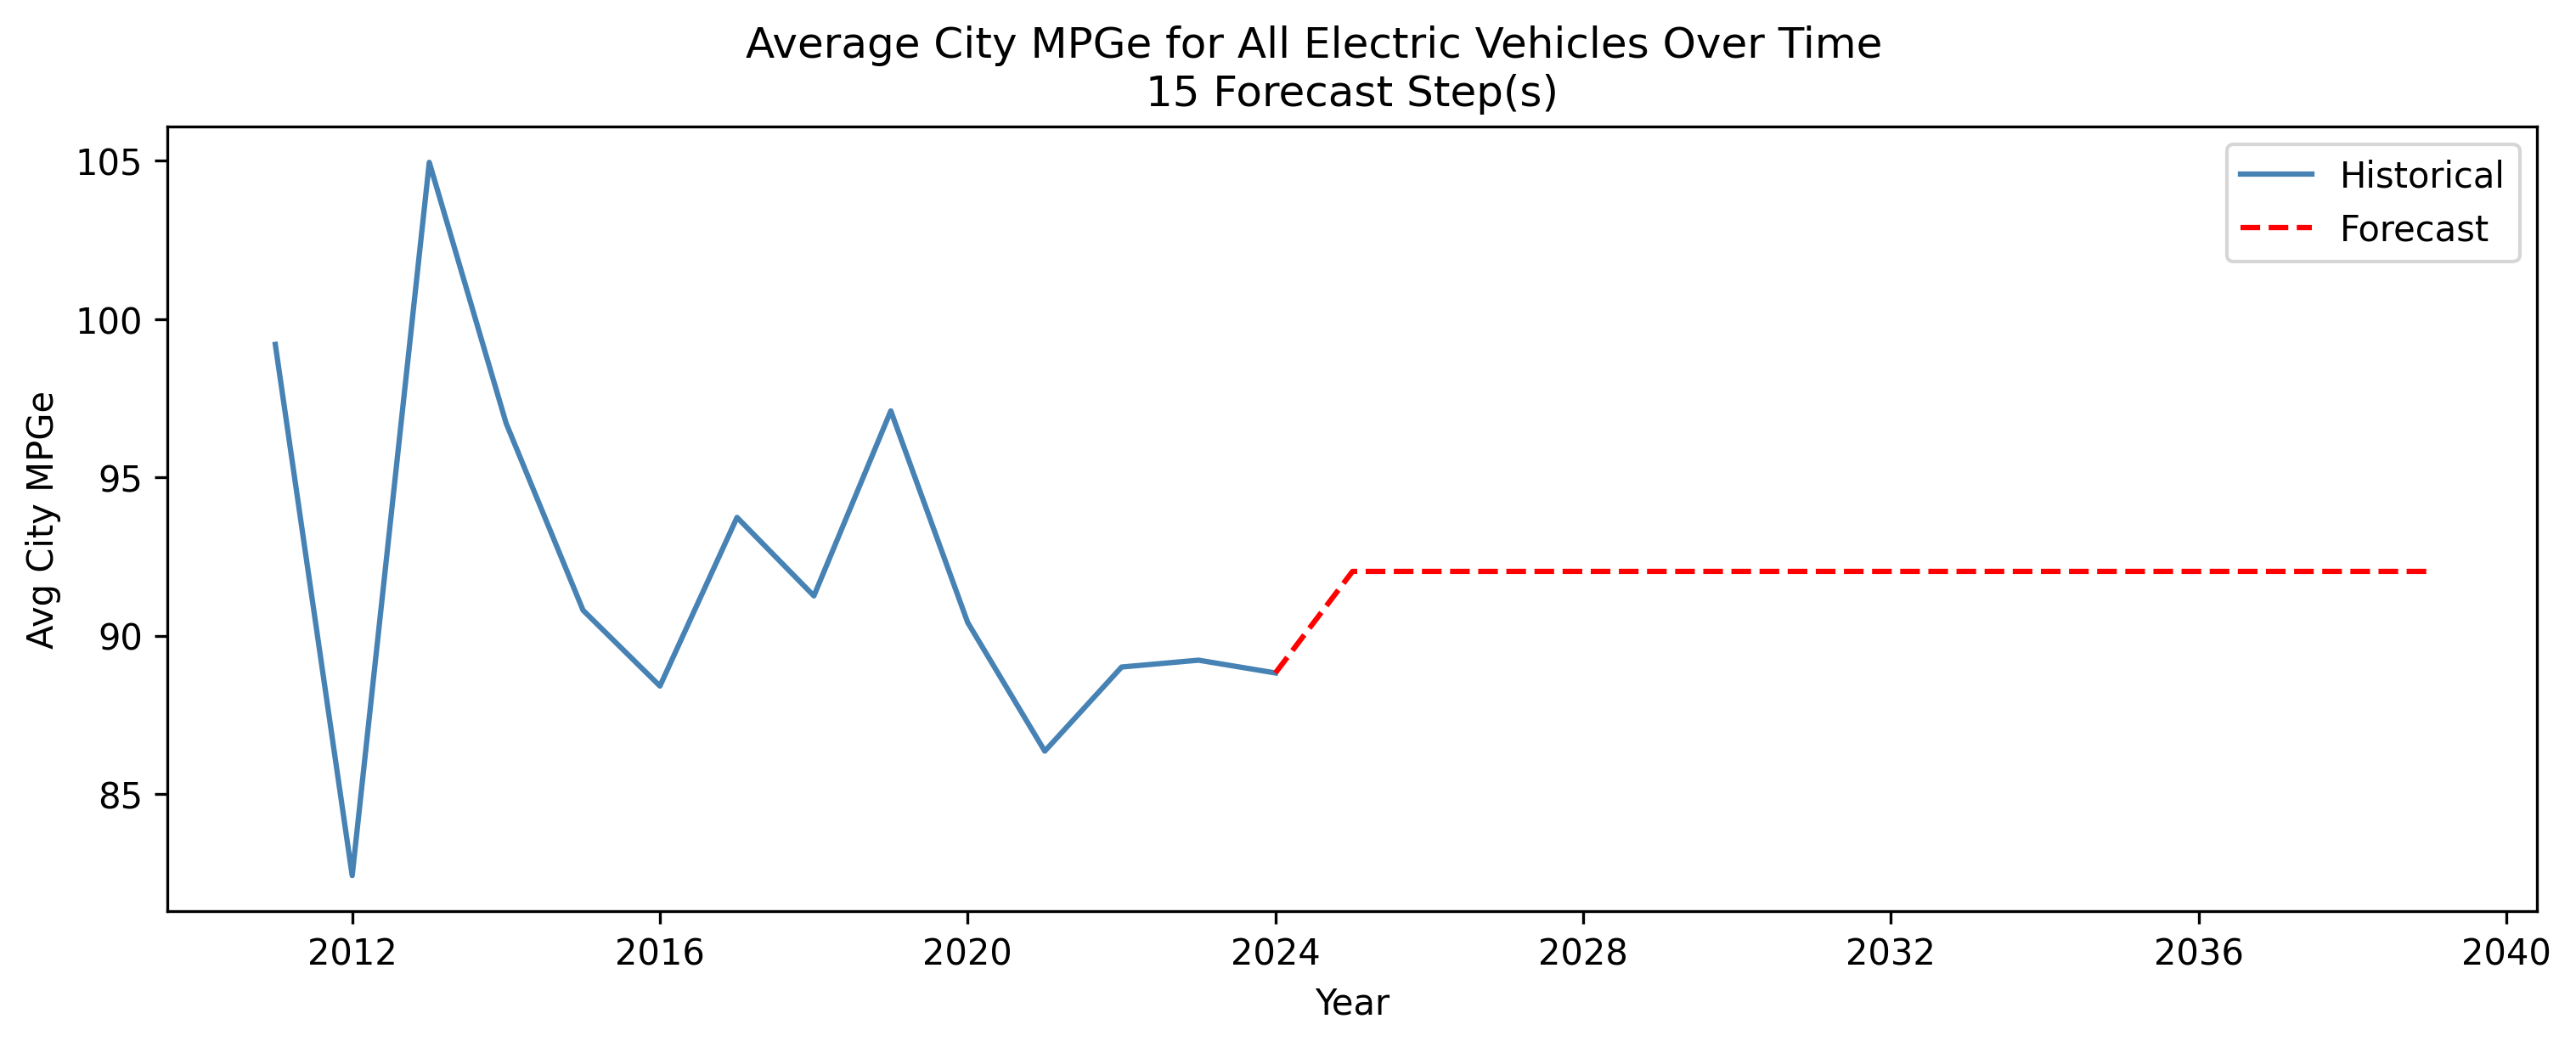 Average City MPGe for All Electric Vehicles Over Time
15 Forecast Step(s)
105
100
95
90
85
Avg City MPGe
Historical
Forecast
2012
2016
2020
2024
2028
2032
2036
2040
Year